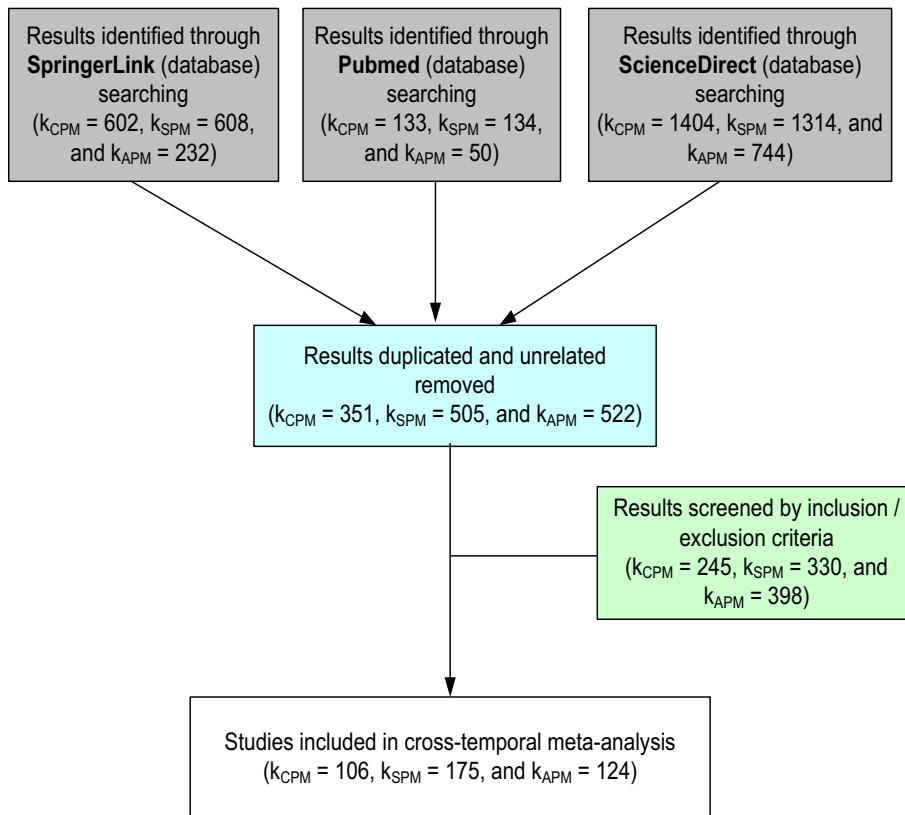 Results identified through
SpringerLink (database)
searching
(kCPM = 602, kSPM = 608,
and kAPM = 232)
Results identified through
Pubmed (database)
searching
(kCPM = 133, kSPM = 134,
and kAPM = 50)
Results identified through
ScienceDirect (database)
searching
(kCPM = 1404, kSPM = 1314, and
kAPM = 744)
Results duplicated and unrelated
removed
(kCPM = 351, kSPM = 505, and kAPM = 522)
Results screened by inclusion /
exclusion criteria
(kCPM = 245, kSPM = 330, and
kAPM = 398)
Studies included in cross-temporal meta-analysis
(kCPM = 106, kSPM = 175, and kAPM = 124)